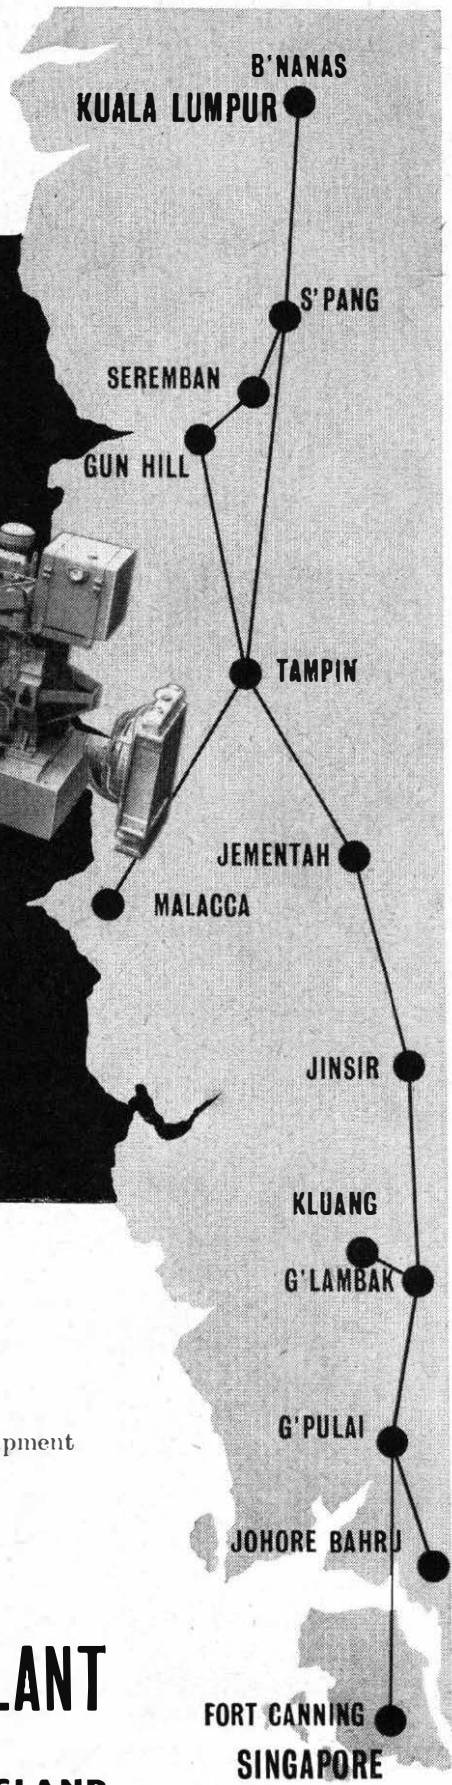 B'NANAS
KUALA LUMPUR
S'PANG
SEREMBAN
GUN HILL
TAMPIN
JEMENTAH
MALACCA
JINSIR
KLUANG
G'LAMBAK
G'PULAI
pment
JOHORE BAHRU
LANT
FORT CANNING
SINGAPORE